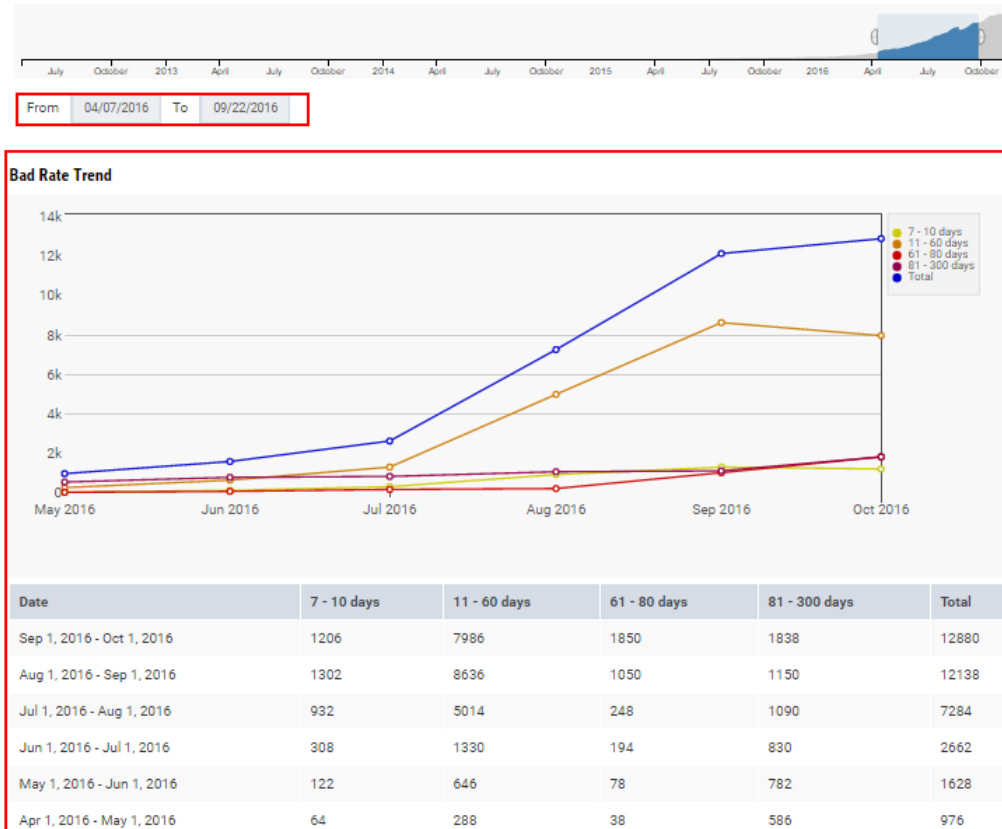 July October 2013 April July October 2014 April July October 2015 April July October 2016 April July October
From 04/07/2016 To 09/22/2016
Bad Rate Trend
14k
12k
10k
8k
6k
4k
2k
0
May 2016 Jun 2016 Jul 2016 Aug 2016 Sep 2016 Oct 2016
7 - 10 days
11 - 60 days
61 - 80 days
81 - 300 days
Total
Date 7 - 10 days 11 - 60 days 61 - 80 days 81 - 300 days Total
Sep 1, 2016 - Oct 1, 2016 1206 7986 1850 1838 12880
Aug 1, 2016 - Sep 1, 2016 1302 8636 1050 1150 12138
Jul 1, 2016 - Aug 1, 2016 932 5014 248 1090 7284
Jun 1, 2016 - Jul 1, 2016 308 1330 194 830 2662
May 1, 2016 - Jun 1, 2016 122 646 78 782 1628
Apr 1, 2016 - May 1, 2016 64 288 38 586 976